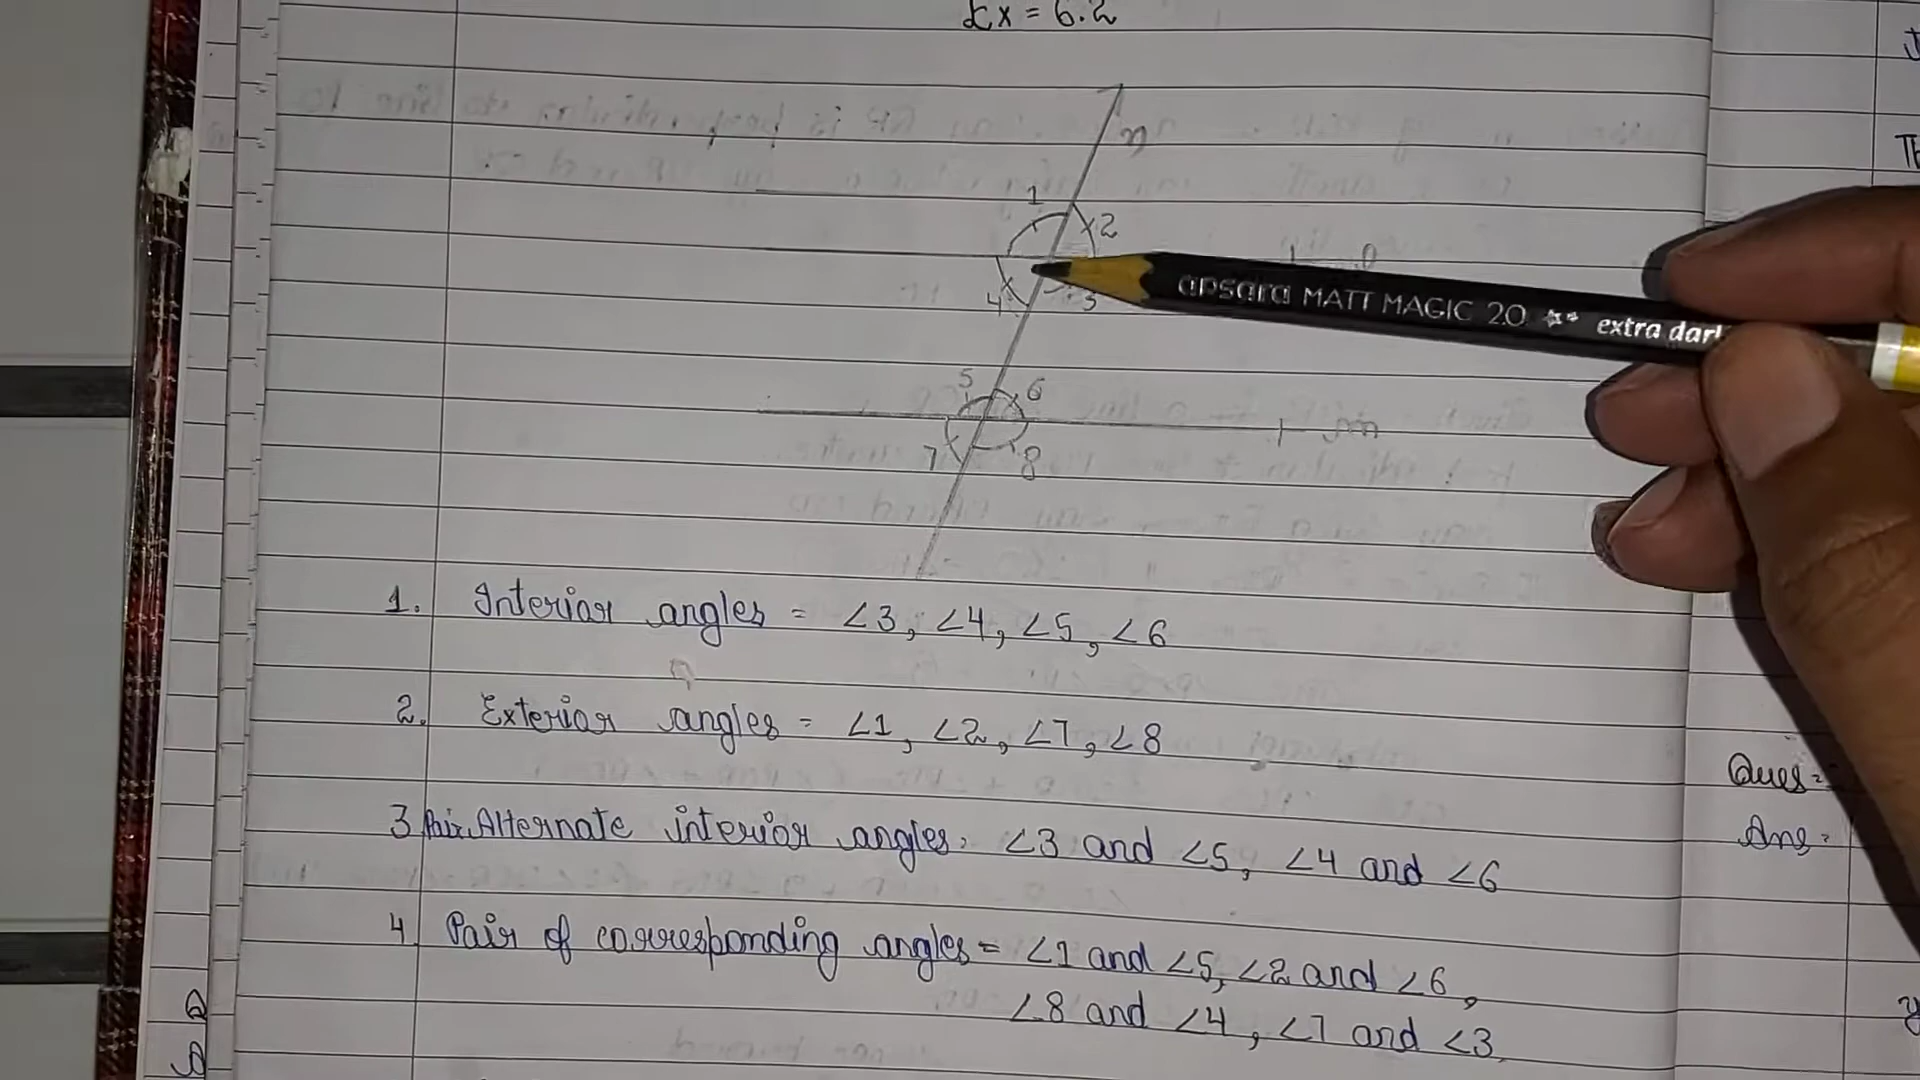 ∠x = 6.2
n
1
2
l
apsara MATT MAGIC 2.0 extra dark
4
3
5
6
m
7
8
1. Interior angles = ∠3, ∠4, ∠5, ∠6
2. Exterior angles = ∠1, ∠2, ∠7, ∠8
3 Pair Alternate interior angles = ∠3 and ∠5, ∠4 and ∠6
4 Pair of corresponding angles = ∠1 and ∠5, ∠2 and ∠6,
∠8 and ∠4, ∠7 and ∠3
Ques =
Ans =